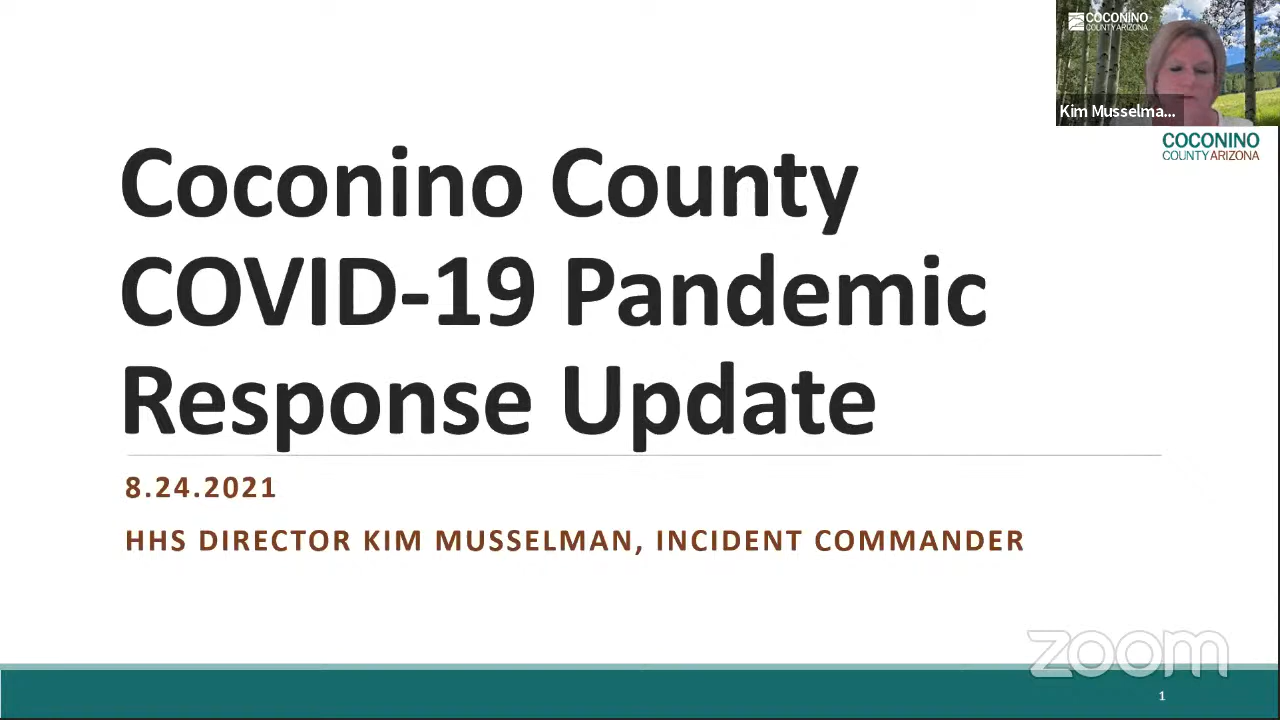 COCONINO
COUNTY ARIZONA
Kim Musselma...
COCONINO
COUNTY ARIZONA
Coconino County
COVID-19 Pandemic
Response Update
8.24.2021
HHS DIRECTOR KIM MUSSELMAN, INCIDENT COMMANDER
zoom
1